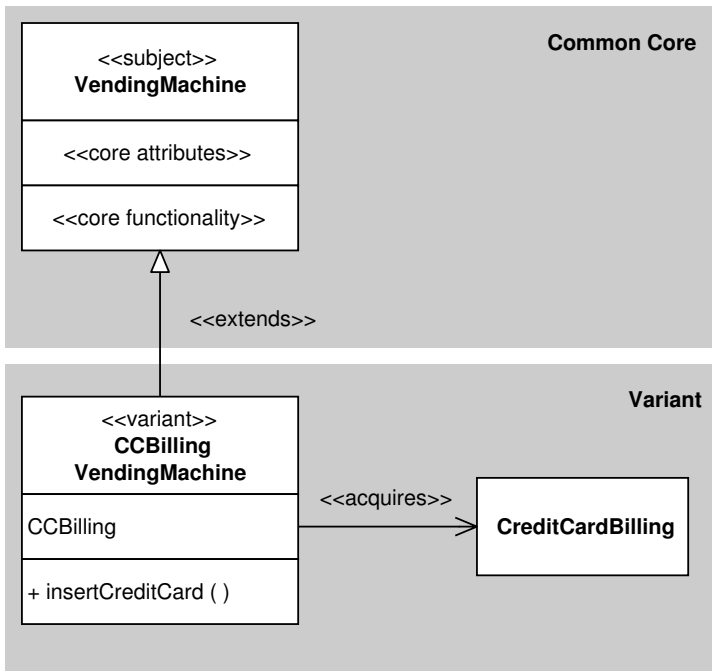 Common Core
<<subject>>
VendingMachine
<<core attributes>>
<<core functionality>>
<<extends>>
Variant
<<variant>>
CCBilling
VendingMachine
<<acquires>>
CCBilling
CreditCardBilling
+ insertCreditCard ( )